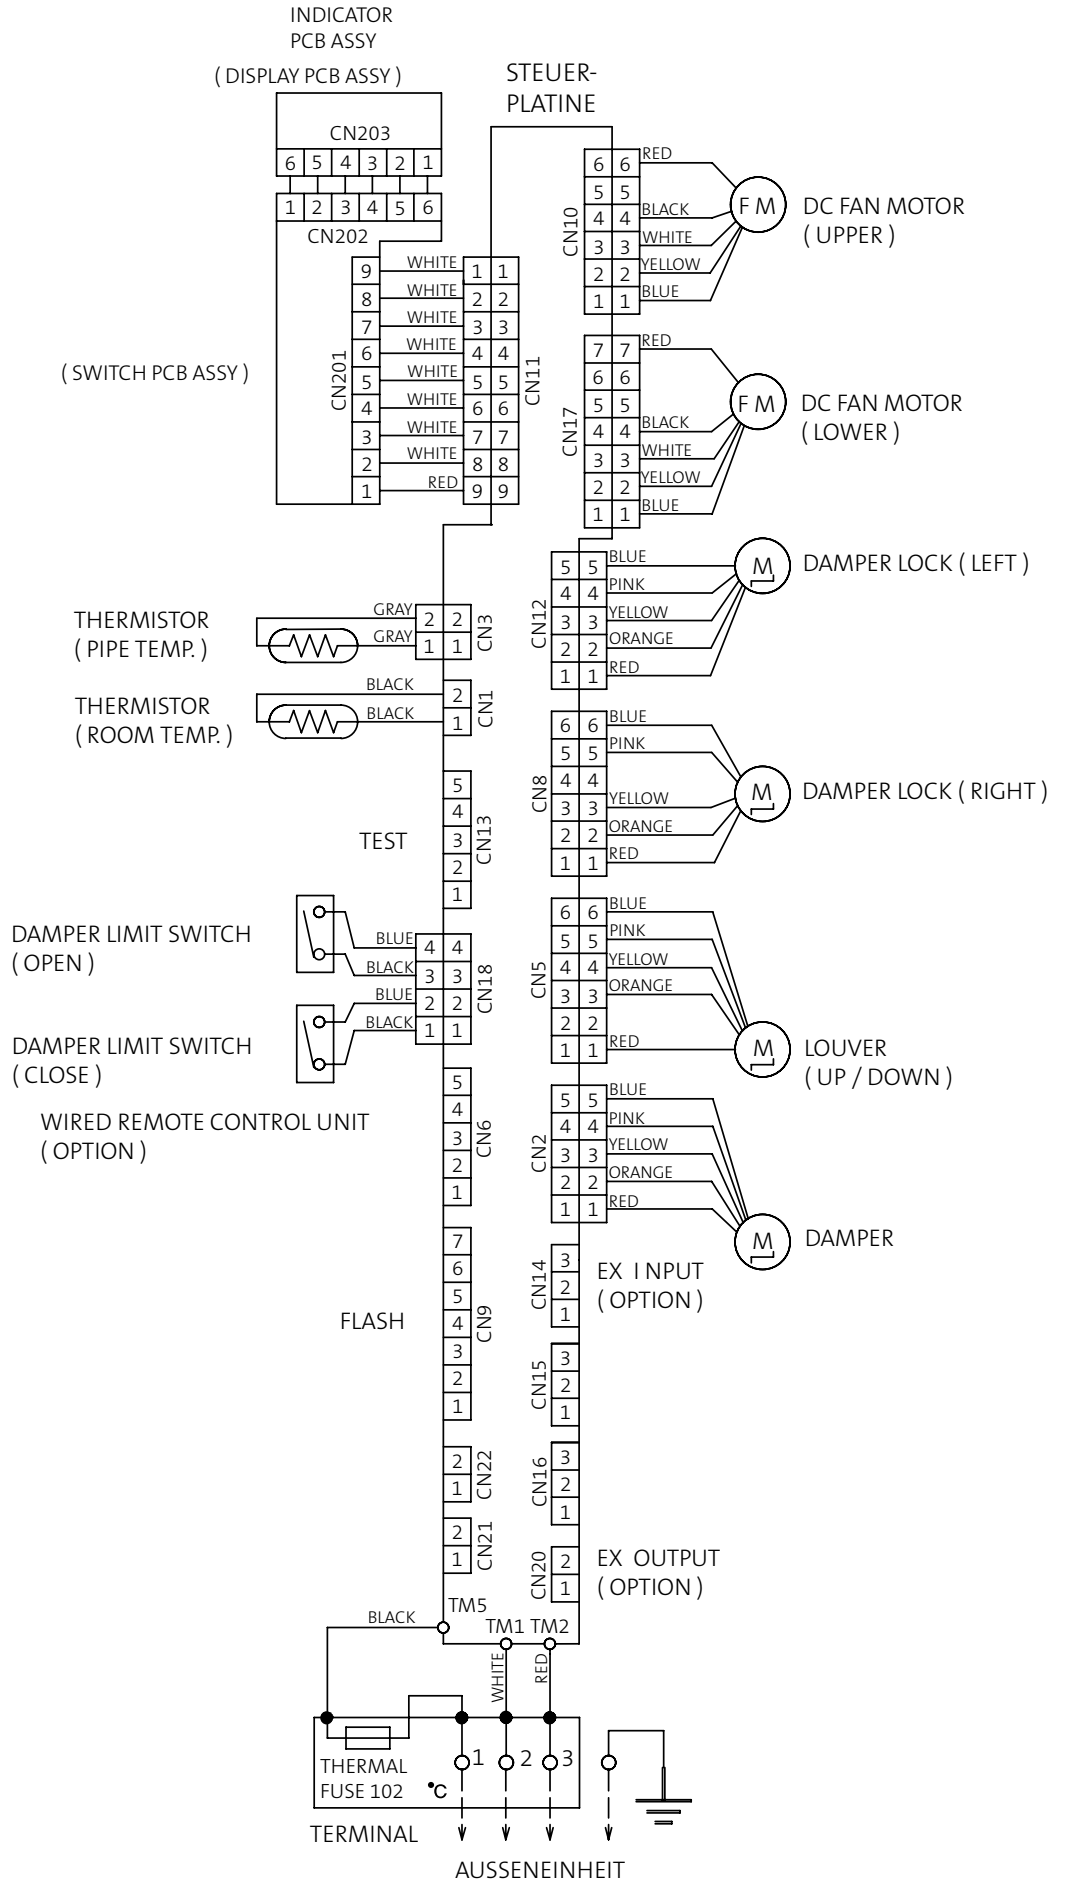 INDICATOR
PCB ASSY
( DISPLAY PCB ASSY )
CN203
6 5 4 3 2 1
1 2 3 4 5 6
CN202
( SWITCH PCB ASSY )
CN201
9 WHITE 1 1
8 WHITE 2 2
7 WHITE 3 3
6 WHITE 4 4
5 WHITE 5 5
4 WHITE 6 6
3 WHITE 7 7
2 WHITE 8 8
1 RED 9 9
CN11
STEUER-
PLATINE
CN10
6 6 RED
5 5
4 4 BLACK
3 3 WHITE
2 2 YELLOW
1 1 BLUE
F M
DC FAN MOTOR
( UPPER )
CN17
7 7 RED
6 6
5 5
4 4 BLACK
3 3 WHITE
2 2 YELLOW
1 1 BLUE
F M
DC FAN MOTOR
( LOWER )
CN12
5 5 BLUE
4 4 PINK
3 3 YELLOW
2 2 ORANGE
1 1 RED
M
DAMPER LOCK ( LEFT )
THERMISTOR
( PIPE TEMP. )
GRAY 2 2
GRAY 1 1
CN3
THERMISTOR
( ROOM TEMP. )
BLACK 2
BLACK 1
CN1
CN8
6 6 BLUE
5 5 PINK
4 4
3 3 YELLOW
2 2 ORANGE
1 1 RED
M
DAMPER LOCK ( RIGHT )
TEST
5
4
3
2
1
CN13
DAMPER LIMIT SWITCH
( OPEN )
BLUE 4 4
BLACK 3 3
BLUE 2 2
BLACK 1 1
CN18
DAMPER LIMIT SWITCH
( CLOSE )
CN5
6 6 BLUE
5 5 PINK
4 4 YELLOW
3 3 ORANGE
2 2
1 1 RED
M
LOUVER
( UP / DOWN )
WIRED REMOTE CONTROL UNIT
( OPTION )
5
4
3
2
1
CN6
CN2
5 5 BLUE
4 4 PINK
3 3 YELLOW
2 2 ORANGE
1 1 RED
M
DAMPER
FLASH
7
6
5
4
3
2
1
CN9
CN14
3
2
1
EX I NPUT
( OPTION )
CN15
3
2
1
CN16
3
2
1
2
1
CN22
2
1
CN21
CN20
2
1
EX OUTPUT
( OPTION )
BLACK
TM5
TM1 TM2
WHITE
RED
1 2 3
THERMAL
FUSE 102 °C
TERMINAL
AUSSENEINHEIT